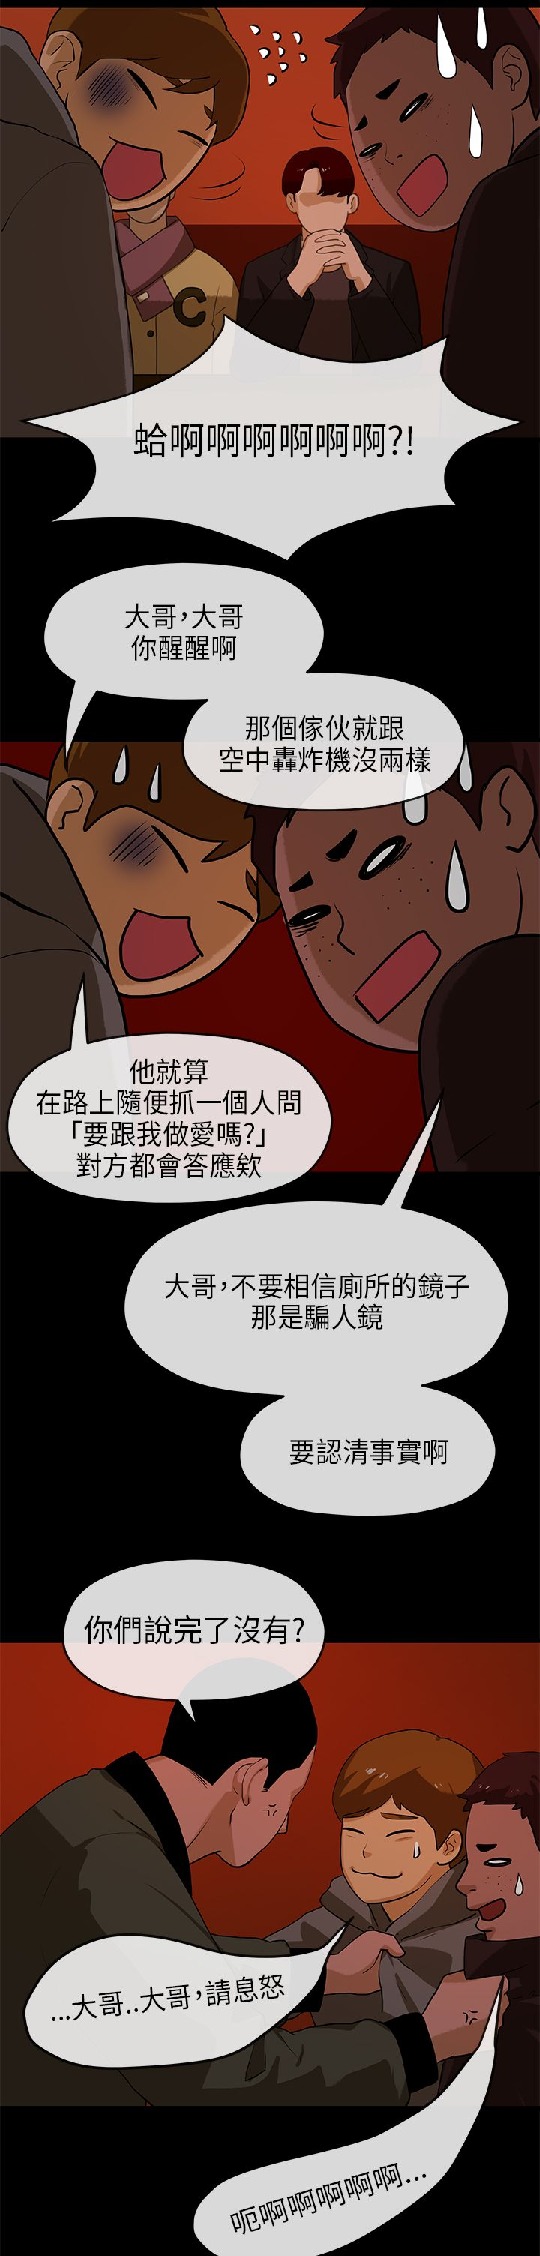 C
蛤啊啊啊啊啊啊?!
大哥，大哥
你醒醒啊
那個傢伙就跟
空中轟炸機沒兩樣
他就算
在路上隨便抓一個人問
「要跟我做愛嗎?」
對方都會答應欸
大哥，不要相信廁所的鏡子
那是騙人鏡
要認清事實啊
你們說完了沒有?
...大哥..大哥，請息怒
呃啊啊啊啊啊...